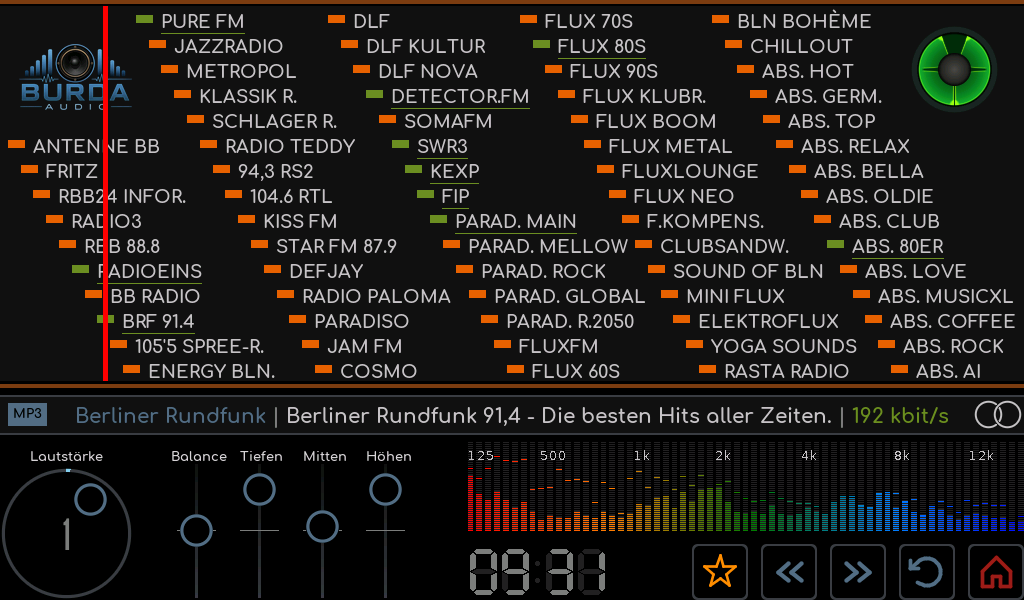 BURDA
AUDIO
ANTENNE BB
FRITZ
RBB24 INFOR.
RADIO3
RBB 88.8
RADIOEINS
BB RADIO
BRF 91.4
105'5 SPREE-R.
ENERGY BLN.
PURE FM
JAZZRADIO
METROPOL
KLASSIK R.
SCHLAGER R.
RADIO TEDDY
94,3 RS2
104.6 RTL
KISS FM
STAR FM 87.9
DEFJAY
RADIO PALOMA
PARADISO
JAM FM
COSMO
DLF
DLF KULTUR
DLF NOVA
DETECTOR.FM
SOMAFM
SWR3
KEXP
FIP
PARAD. MAIN
PARAD. MELLOW
PARAD. ROCK
PARAD. GLOBAL
PARAD. R.2050
FLUXFM
FLUX 60S
FLUX 70S
FLUX 80S
FLUX 90S
FLUX KLUBR.
FLUX BOOM
FLUX METAL
FLUXLOUNGE
FLUX NEO
F.KOMPENS.
CLUBSANDW.
SOUND OF BLN
MINI FLUX
ELEKTROFLUX
YOGA SOUNDS
RASTA RADIO
BLN BOHÈME
CHILLOUT
ABS. HOT
ABS. GERM.
ABS. TOP
ABS. RELAX
ABS. BELLA
ABS. OLDIE
ABS. CLUB
ABS. 80ER
ABS. LOVE
ABS. MUSICXL
ABS. COFFEE
ABS. ROCK
ABS. AI
MP3 Berliner Rundfunk | Berliner Rundfunk 91,4 - Die besten Hits aller Zeiten. | 192 kbit/s
Lautstärke Balance Tiefen Mitten Höhen
1
125 500 1k 2k 4k 8k 12k
09:31